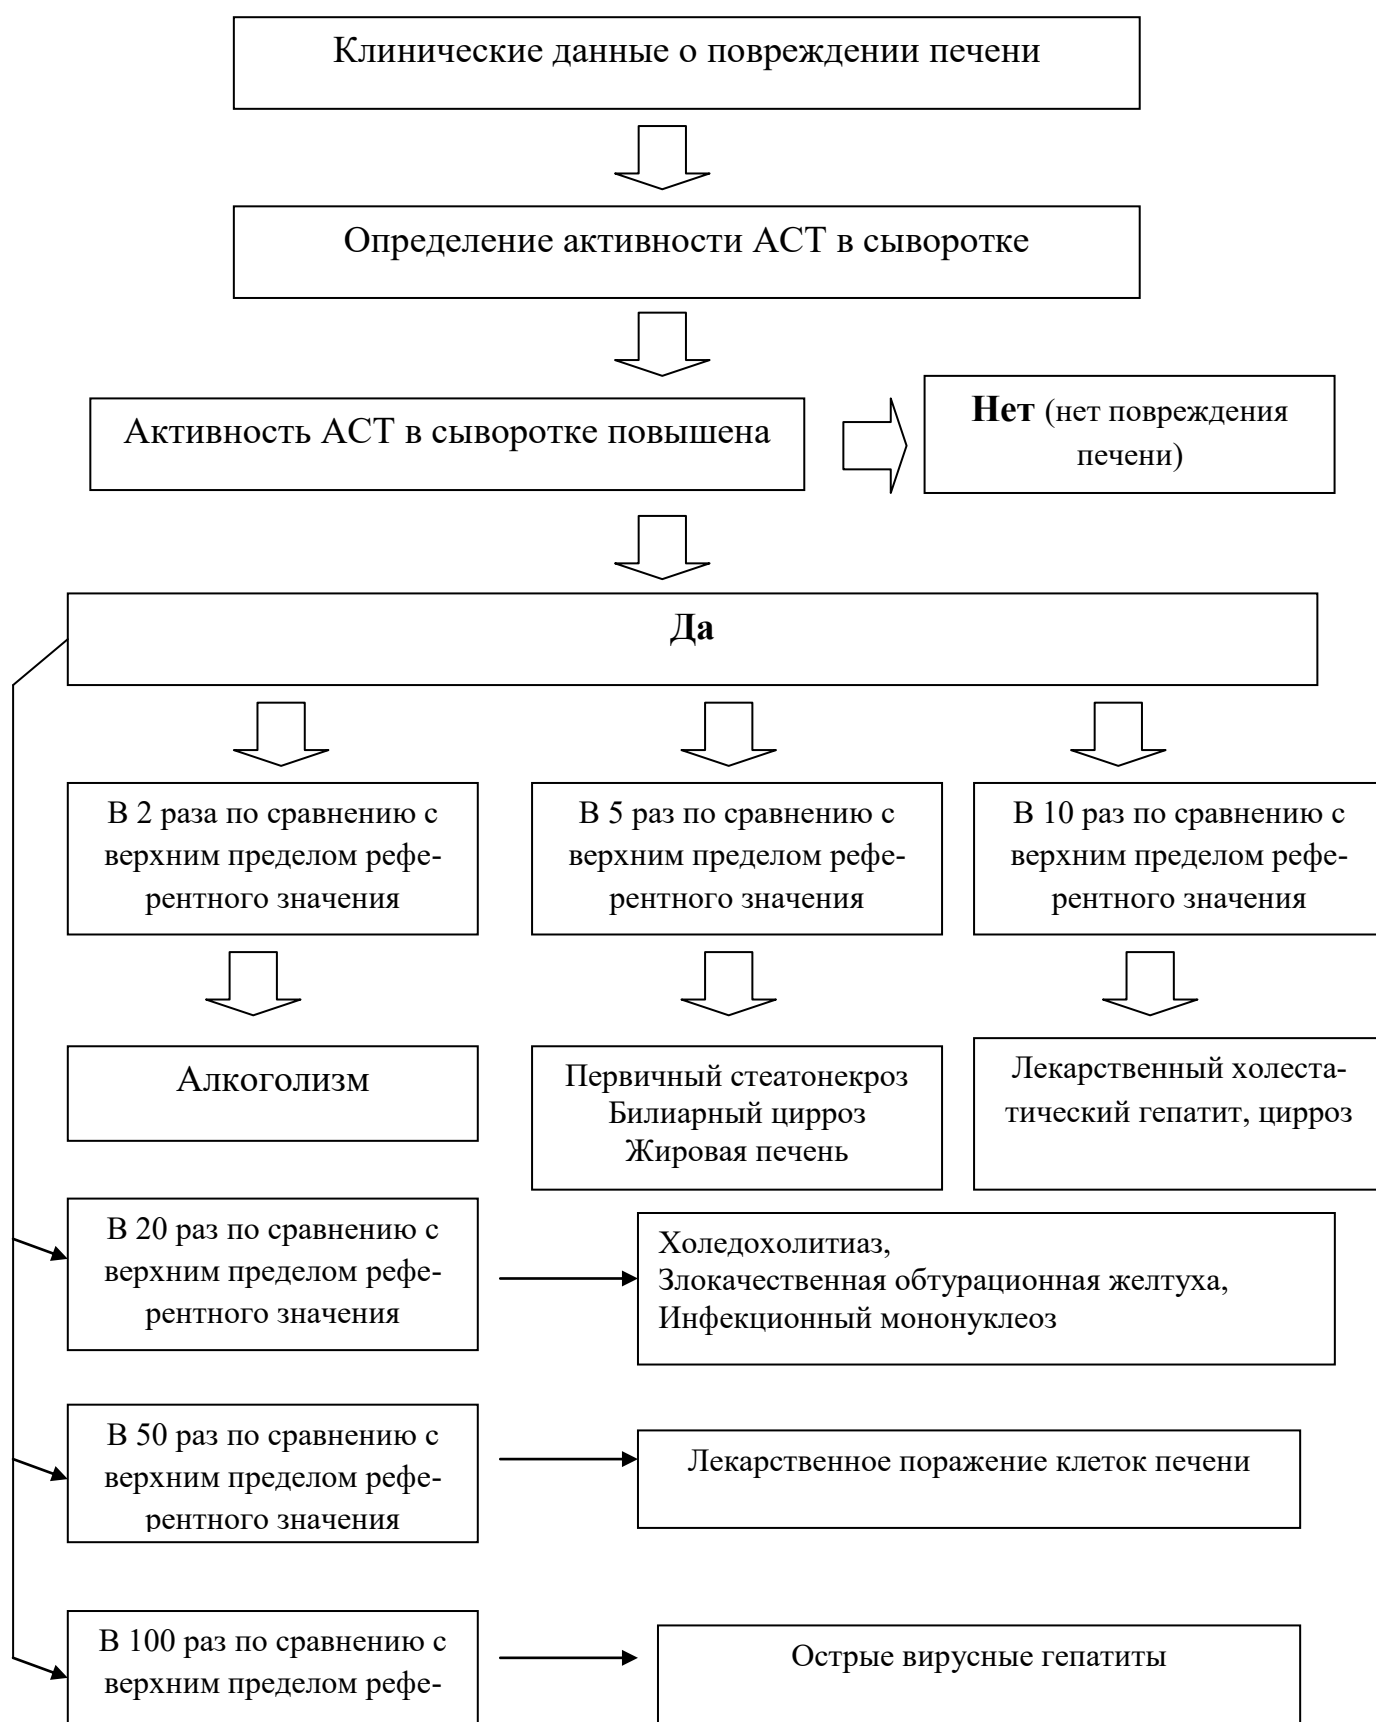 Клинические данные о повреждении печени
Определение активности АСТ в сыворотке
Активность АСТ в сыворотке повышена
Нет (нет повреждения
печени)
Да
В 2 раза по сравнению с
верхним пределом рефе-
рентного значения
В 5 раз по сравнению с
верхним пределом рефе-
рентного значения
В 10 раз по сравнению с
верхним пределом рефе-
рентного значения
Алкоголизм
Первичный стеатонекроз
Билиарный цирроз
Жировая печень
Лекарственный холеста-
тический гепатит, цирроз
В 20 раз по сравнению с
верхним пределом рефе-
рентного значения
Холедохолитиаз,
Злокачественная обтурационная желтуха,
Инфекционный мононуклеоз
В 50 раз по сравнению с
верхним пределом рефе-
рентного значения
Лекарственное поражение клеток печени
В 100 раз по сравнению с
верхним пределом рефе-
Острые вирусные гепатиты